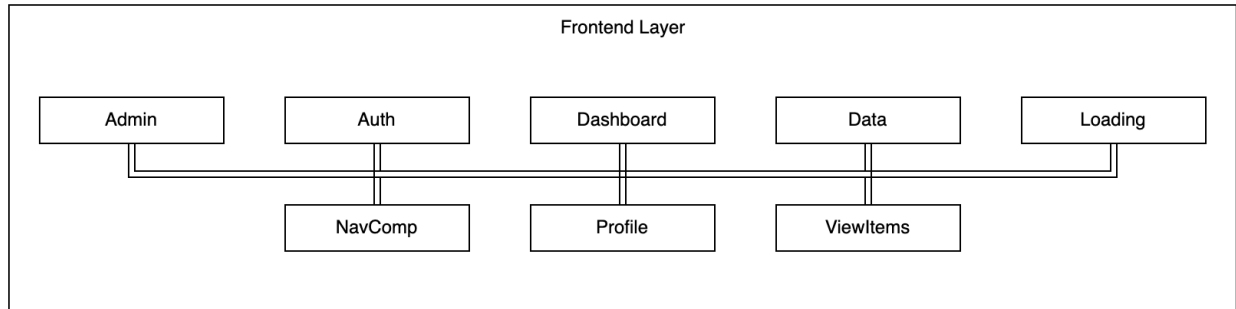 Frontend Layer
Admin
Auth
Dashboard
Data
Loading
NavComp
Profile
ViewItems